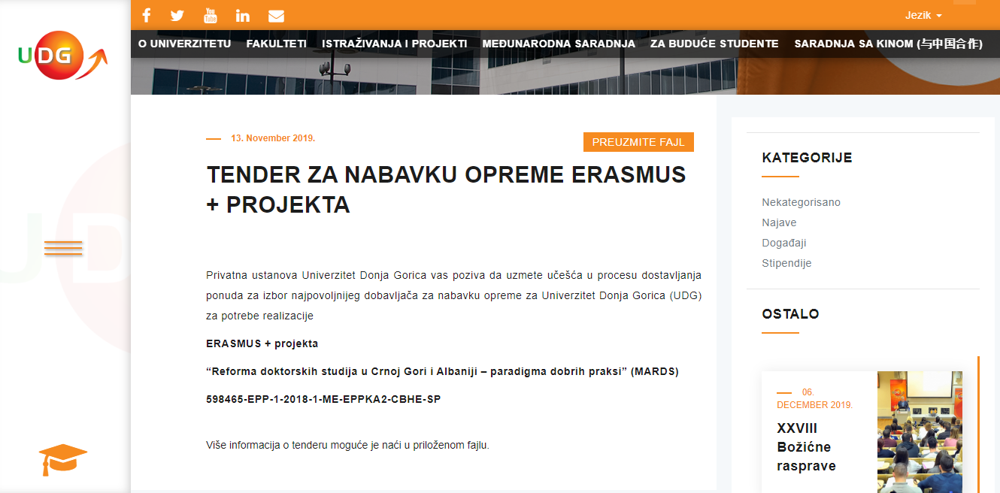 Jezik
UDG
O UNIVERZITETU FAKULTETI ISTRAŽIVANJA I PROJEKTI MEĐUNARODNA SARADNJA ZA BUDUĆE STUDENTE SARADNJA SA KINOM (与中国合作)
13. November 2019.
PREUZMITE FAJL
TENDER ZA NABAVKU OPREME ERASMUS
+ PROJEKTA
Privatna ustanova Univerzitet Donja Gorica vas poziva da uzmete učešća u procesu dostavljanja
ponuda za izbor najpovoljnijeg dobavljača za nabavku opreme za Univerzitet Donja Gorica (UDG)
za potrebe realizacije
ERASMUS + projekta
“Reforma doktorskih studija u Crnoj Gori i Albaniji – paradigma dobrih praksi” (MARDS)
598465-EPP-1-2018-1-ME-EPPKA2-CBHE-SP
Više informacija o tenderu moguće je naći u priloženom fajlu.
KATEGORIJE
Nekategorisano
Najave
Događaji
Stipendije
OSTALO
06.
DECEMBER 2019.
XXVIII
Božićne
rasprave
UD